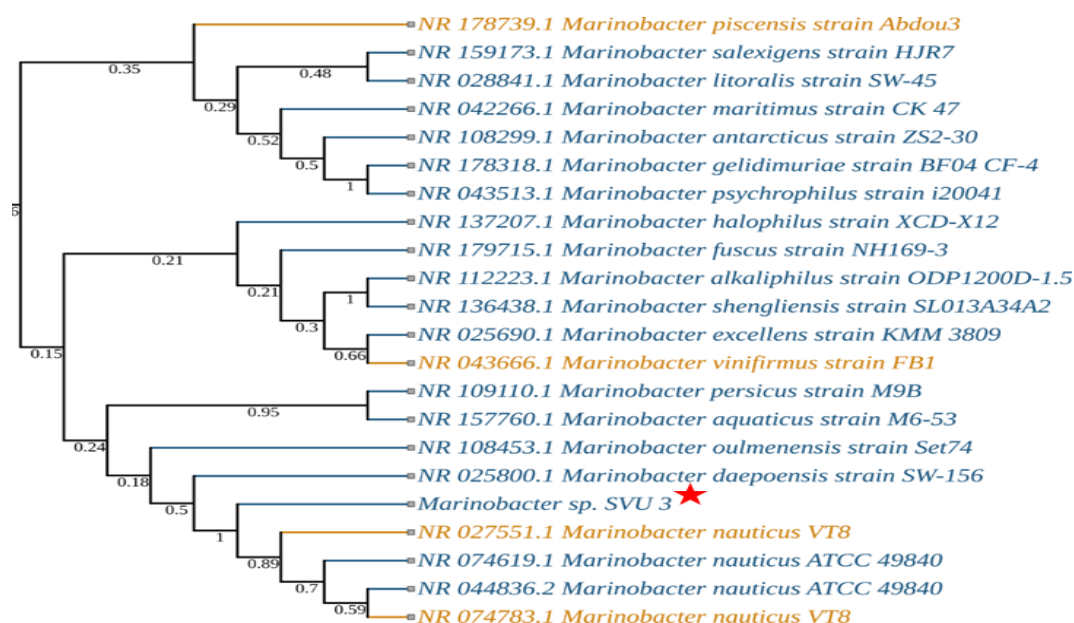 NR 178739.1 Marinobacter piscensis strain Abdou3
0.35
NR 159173.1 Marinobacter salexigens strain HJR7
0.48
NR 028841.1 Marinobacter litoralis strain SW-45
0.29
NR 042266.1 Marinobacter maritimus strain CK 47
0.52
NR 108299.1 Marinobacter antarcticus strain ZS2-30
0.5
NR 178318.1 Marinobacter gelidimuriae strain BF04 CF-4
1
NR 043513.1 Marinobacter psychrophilus strain i20041
NR 137207.1 Marinobacter halophilus strain XCD-X12
0.21
NR 179715.1 Marinobacter fuscus strain NH169-3
0.21
NR 112223.1 Marinobacter alkaliphilus strain ODP1200D-1.5
1
NR 136438.1 Marinobacter shengliensis strain SL013A34A2
0.3
NR 025690.1 Marinobacter excellens strain KMM 3809
0.15
0.66
NR 043666.1 Marinobacter vinifirmus strain FB1
NR 109110.1 Marinobacter persicus strain M9B
0.95
NR 157760.1 Marinobacter aquaticus strain M6-53
0.24
NR 108453.1 Marinobacter oulmenensis strain Set74
0.18
NR 025800.1 Marinobacter daepoensis strain SW-156
0.5
Marinobacter sp. SVU 3
1
NR 027551.1 Marinobacter nauticus VT8
0.89
NR 074619.1 Marinobacter nauticus ATCC 49840
0.7
NR 044836.2 Marinobacter nauticus ATCC 49840
0.59
NR 074783.1 Marinobacter nauticus VT8